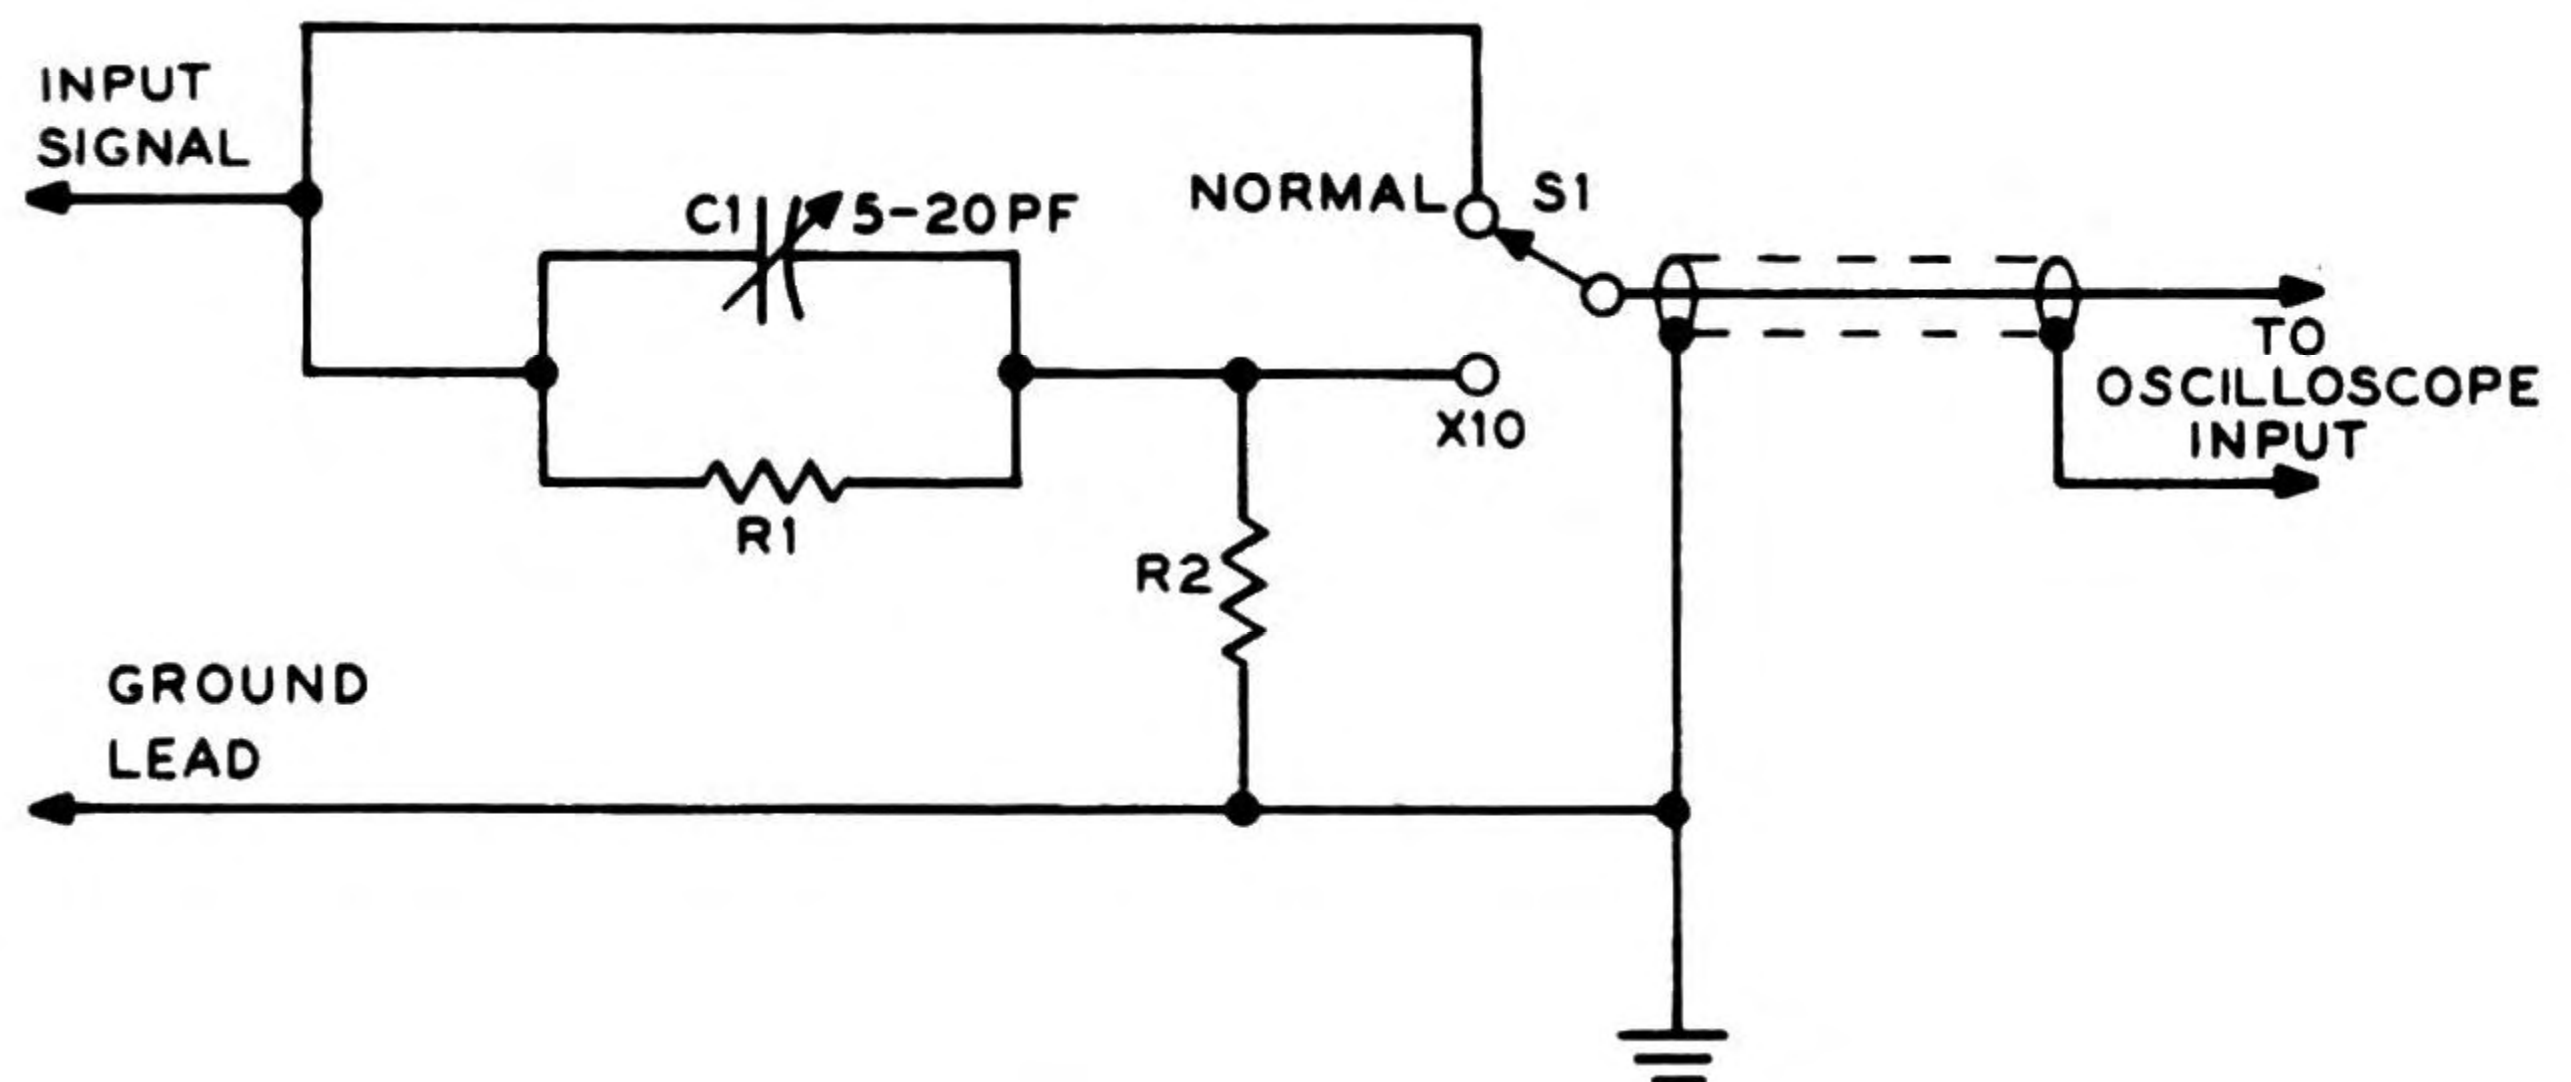 INPUT
SIGNAL
C1
5-20PF
NORMAL
S1
X10
TO
OSCILLOSCOPE
INPUT
R1
R2
GROUND
LEAD